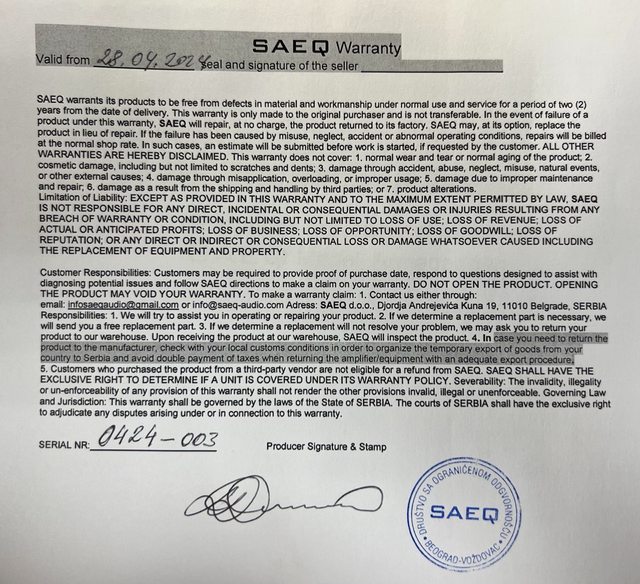 SAEQ Warranty
Valid from 28.04.2024 seal and signature of the seller
SAEQ warrants its products to be free from defects in material and workmanship under normal use and service for a period of two (2)
years from the date of delivery. This warranty is only made to the original purchaser and is not transferable. In the event of failure of a
product under this warranty, SAEQ will repair, at no charge, the product returned to its factory. SAEQ may, at its option, replace the
product in lieu of repair. If the failure has been caused by misuse, neglect, accident or abnormal operating conditions, repairs will be billed
at the normal shop rate. In such cases, an estimate will be submitted before work is started, if requested by the customer. ALL OTHER
WARRANTIES ARE HEREBY DISCLAIMED. This warranty does not cover: 1. normal wear and tear or normal aging of the product; 2.
cosmetic damage, including but not limited to scratches and dents; 3. damage through accident, abuse, neglect, misuse, natural events,
or other external causes; 4. damage through misapplication, overloading, or improper usage; 5. damage due to improper maintenance
and repair; 6. damage as a result from the shipping and handling by third parties; or 7. product alterations.
Limitation of Liability: EXCEPT AS PROVIDED IN THIS WARRANTY AND TO THE MAXIMUM EXTENT PERMITTED BY LAW, SAEQ
IS NOT RESPONSIBLE FOR ANY DIRECT, INCIDENTAL OR CONSEQUENTIAL DAMAGES OR INJURIES RESULTING FROM ANY
BREACH OF WARRANTY OR CONDITION, INCLUDING BUT NOT LIMITED TO LOSS OF USE; LOSS OF REVENUE; LOSS OF
ACTUAL OR ANTICIPATED PROFITS; LOSS OF BUSINESS; LOSS OF OPPORTUNITY; LOSS OF GOODWILL; LOSS OF
REPUTATION; OR ANY DIRECT OR INDIRECT OR CONSEQUENTIAL LOSS OR DAMAGE WHATSOEVER CAUSED INCLUDING
THE REPLACEMENT OF EQUIPMENT AND PROPERTY.
Customer Responsibilities: Customers may be required to provide proof of purchase date, respond to questions designed to assist with
diagnosing potential issues and follow SAEQ directions to make a claim on your warranty. DO NOT OPEN THE PRODUCT. OPENING
THE PRODUCT MAY VOID YOUR WARRANTY. To make a warranty claim: 1. Contact us either through:
email: infosaeqaudio@gmail.com or info@saeq-audio.com Adress: SAEQ d.o.o., Djordja Andrejevića Kuna 19, 11010 Belgrade, SERBIA
Responsibilities: 1. We will try to assist you in operating or repairing your product. 2. If we determine a replacement part is necessary, we
will send you a free replacement part. 3. If we determine a replacement will not resolve your problem, we may ask you to return your
product to our warehouse. Upon receiving the product at our warehouse, SAEQ will inspect the product. 4. In case you need to return the
product to the manufacturer, check with your local customs conditions in order to organize the temporary export of goods from your
country to Serbia and avoid double payment of taxes when returning the amplifier/equipment with an adequate export procedure.
5. Customers who purchased the product from a third-party vendor are not eligible for a refund from SAEQ. SAEQ SHALL HAVE THE
EXCLUSIVE RIGHT TO DETERMINE IF A UNIT IS COVERED UNDER ITS WARRANTY POLICY. Severability: The invalidity, illegality
or un-enforceability of any provision of this warranty shall not render the other provisions invalid, illegal or unenforceable. Governing Law
and Jurisdiction: This warranty shall be governed by the laws of the State of SERBIA. The courts of SERBIA shall have the exclusive right
to adjudicate any disputes arising under or in connection to this warranty.
SERIAL NR: 0424-003
Producer Signature & Stamp
DRUŠTVO SA OGRANIČENOM ODGOVORNOŠĆU
SAEQ
BEOGRAD-VOŽDOVAC